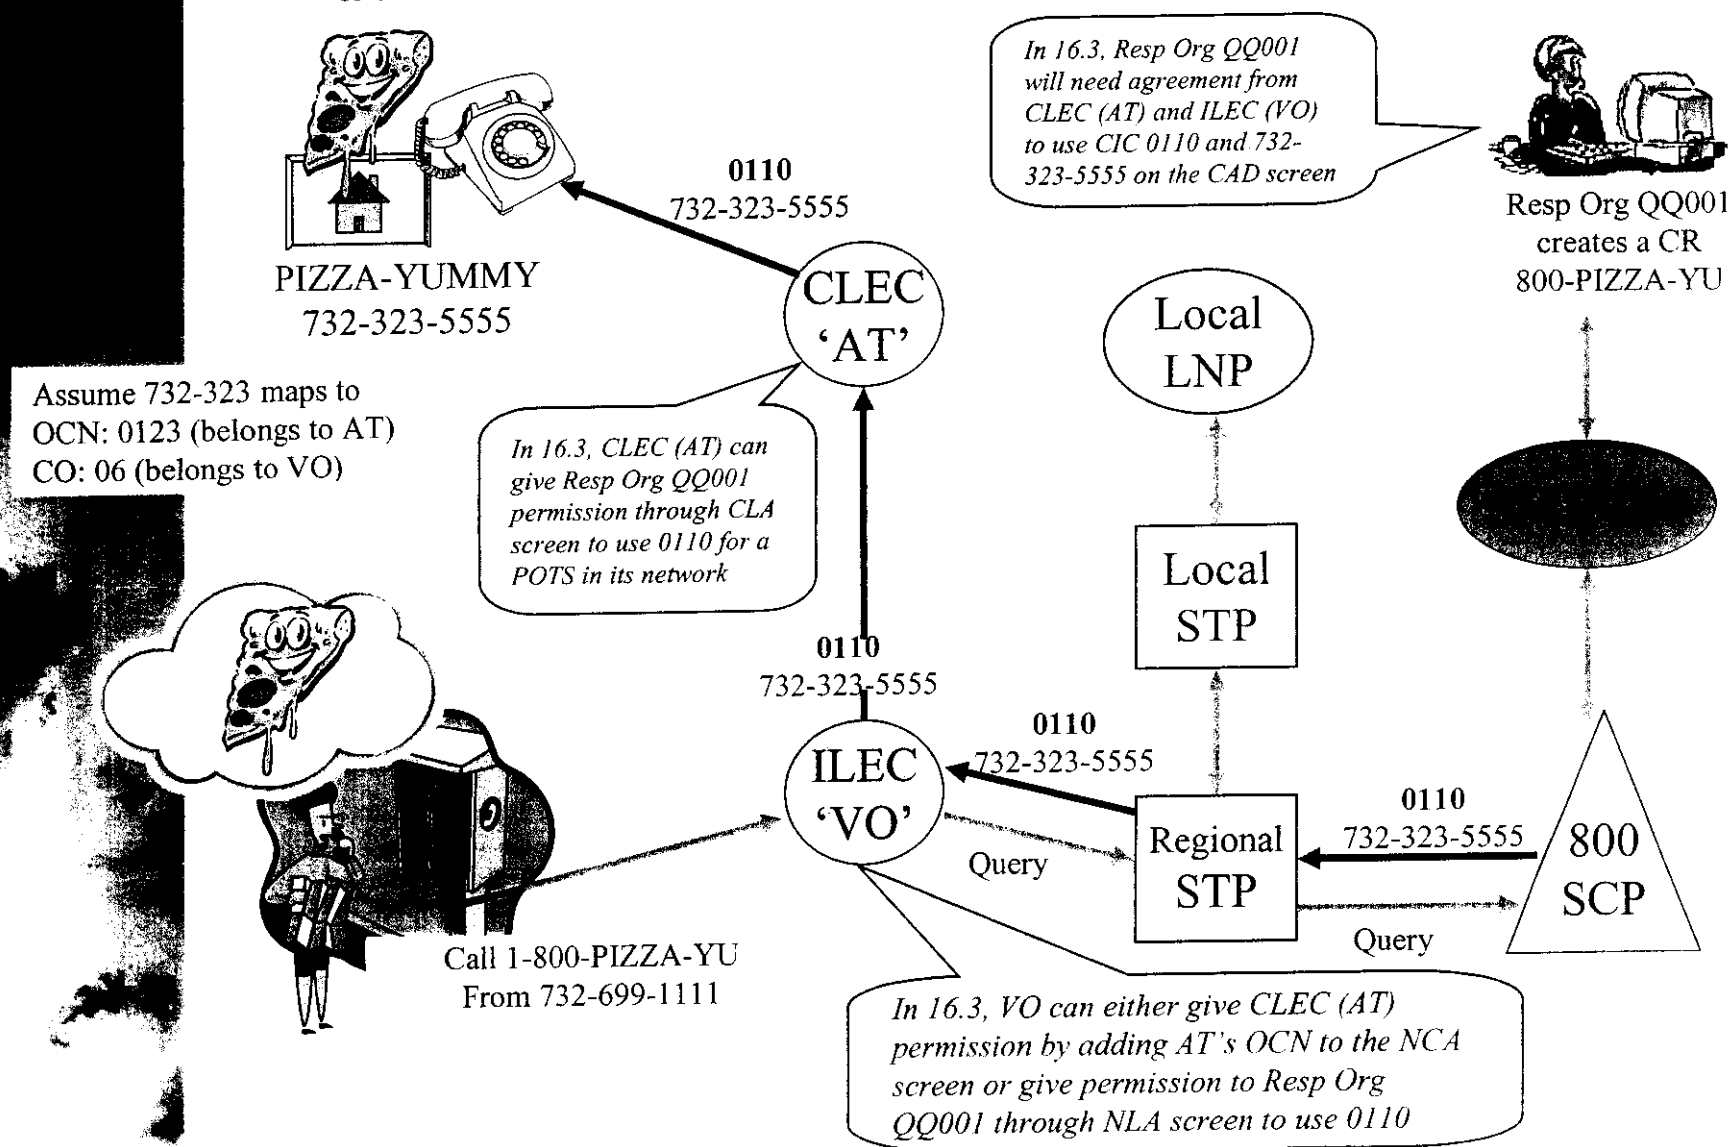 In 16.3, Resp Org QQ001
will need agreement from
CLEC (AT) and ILEC (VO)
to use CIC 0110 and 732-
323-5555 on the CAD screen
Resp Org QQ001
creates a CR
800-PIZZA-YU
0110
732-323-5555
PIZZA-YUMMY
732-323-5555
CLEC
‘AT’
Local
LNP
Assume 732-323 maps to
OCN: 0123 (belongs to AT)
CO: 06 (belongs to VO)
In 16.3, CLEC (AT) can
give Resp Org QQ001
permission through CLA
screen to use 0110 for a
POTS in its network
Local
STP
0110
732-323-5555
0110
732-323-5555
ILEC
‘VO’
Query
Regional
STP
0110
732-323-5555
800
SCP
Query
Call 1-800-PIZZA-YU
From 732-699-1111
In 16.3, VO can either give CLEC (AT)
permission by adding AT's OCN to the NCA
screen or give permission to Resp Org
QQ001 through NLA screen to use 0110